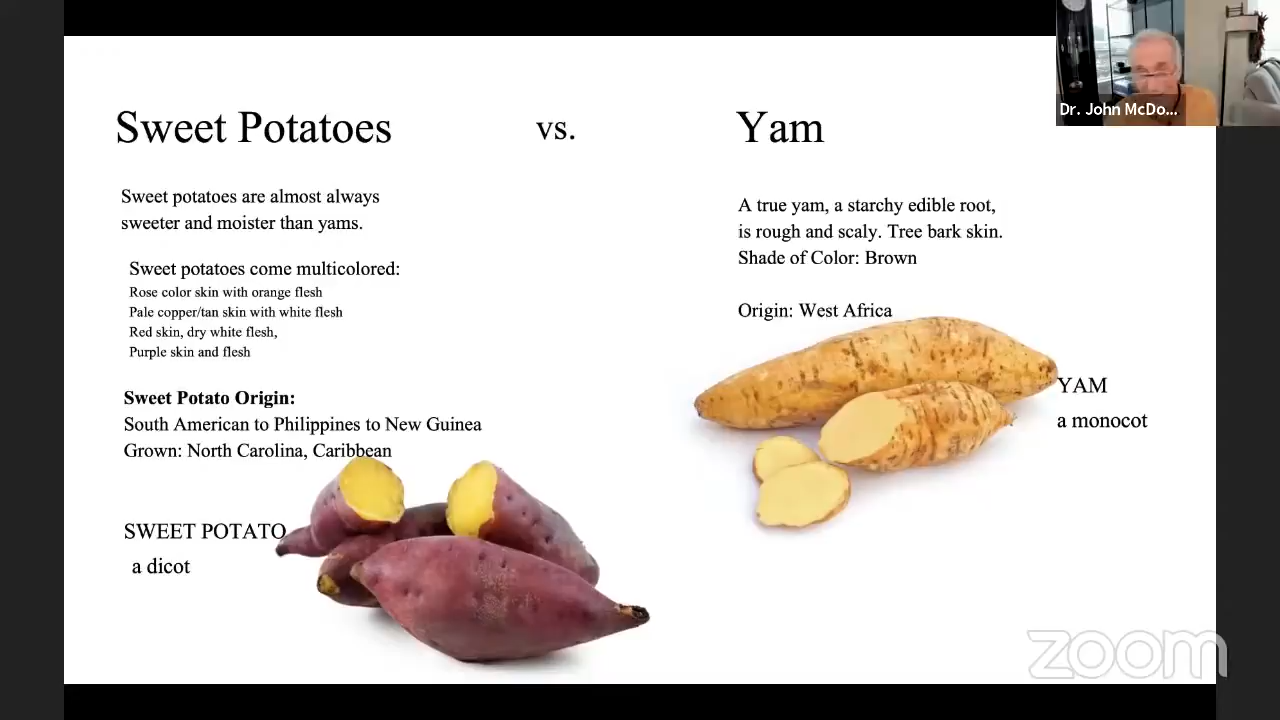 Sweet Potatoes vs. Yam
Sweet potatoes are almost always
sweeter and moister than yams.
Sweet potatoes come multicolored:
Rose color skin with orange flesh
Pale copper/tan skin with white flesh
Red skin, dry white flesh,
Purple skin and flesh
Sweet Potato Origin:
South American to Philippines to New Guinea
Grown: North Carolina, Caribbean
SWEET POTATO
a dicot
A true yam, a starchy edible root,
is rough and scaly. Tree bark skin.
Shade of Color: Brown
Origin: West Africa
YAM
a monocot
Dr. John McDo...
zoom